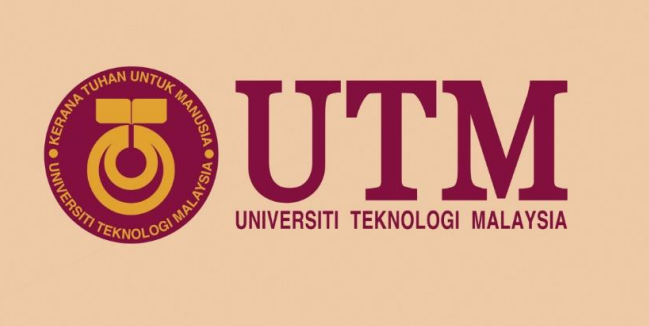 KERANA TUHAN UNTUK MANUSIA
UNIVERSITI TEKNOLOGI MALAYSIA
UTM
UNIVERSITI TEKNOLOGI MALAYSIA